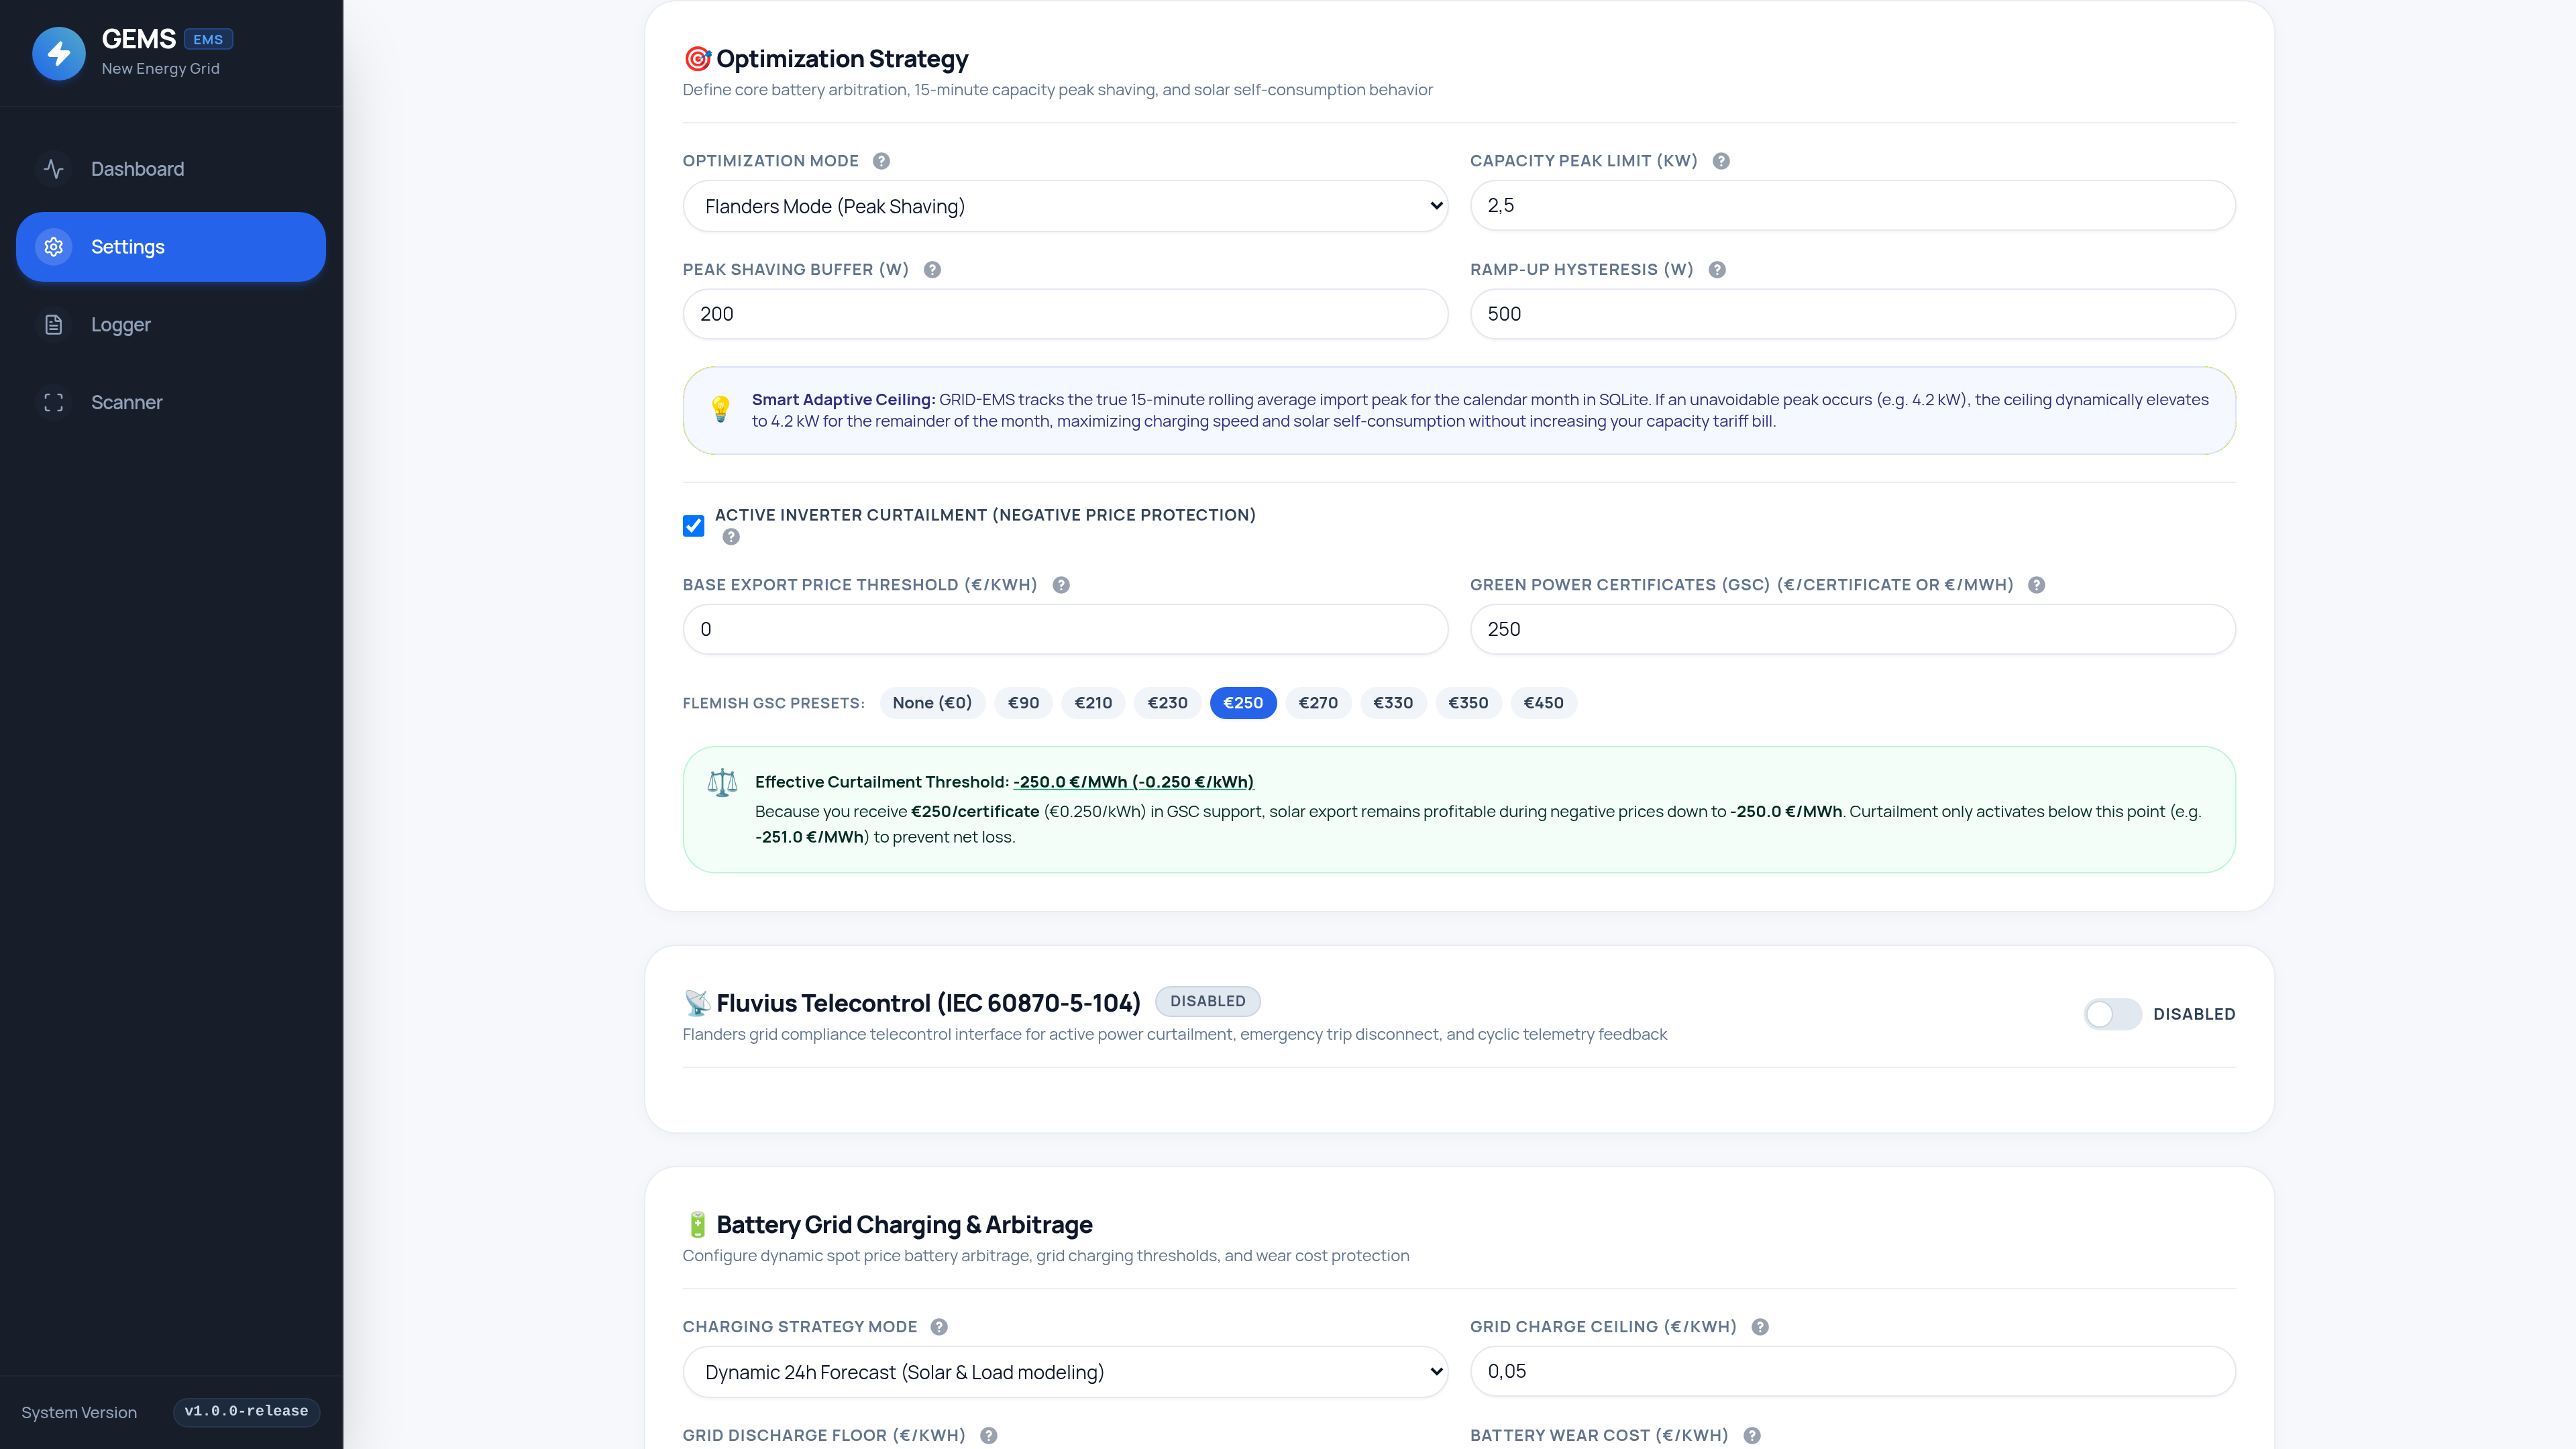 GEMS EMS
New Energy Grid
Dashboard
Settings
Logger
Scanner
System Version v1.0.0-release
🎯 Optimization Strategy
Define core battery arbitration, 15-minute capacity peak shaving, and solar self-consumption behavior
OPTIMIZATION MODE ?
Flanders Mode (Peak Shaving)
CAPACITY PEAK LIMIT (KW) ?
2,5
PEAK SHAVING BUFFER (W) ?
200
RAMP-UP HYSTERESIS (W) ?
500
💡 Smart Adaptive Ceiling: GRID-EMS tracks the true 15-minute rolling average import peak for the calendar month in SQLite. If an unavoidable peak occurs (e.g. 4.2 kW), the ceiling dynamically elevates
to 4.2 kW for the remainder of the month, maximizing charging speed and solar self-consumption without increasing your capacity tariff bill.
ACTIVE INVERTER CURTAILMENT (NEGATIVE PRICE PROTECTION)
?
BASE EXPORT PRICE THRESHOLD (€/KWH) ?
0
GREEN POWER CERTIFICATES (GSC) (€/CERTIFICATE OR €/MWH) ?
250
FLEMISH GSC PRESETS: None (€0) €90 €210 €230 €250 €270 €330 €350 €450
⚖️ Effective Curtailment Threshold: -250.0 €/MWh (-0.250 €/kWh)
Because you receive €250/certificate (€0.250/kWh) in GSC support, solar export remains profitable during negative prices down to -250.0 €/MWh. Curtailment only activates below this point (e.g.
-251.0 €/MWh) to prevent net loss.
📡 Fluvius Telecontrol (IEC 60870-5-104) DISABLED
Flanders grid compliance telecontrol interface for active power curtailment, emergency trip disconnect, and cyclic telemetry feedback
DISABLED
🔋 Battery Grid Charging & Arbitrage
Configure dynamic spot price battery arbitrage, grid charging thresholds, and wear cost protection
CHARGING STRATEGY MODE ?
Dynamic 24h Forecast (Solar & Load modeling)
GRID CHARGE CEILING (€/KWH) ?
0,05
GRID DISCHARGE FLOOR (€/KWH) ?
BATTERY WEAR COST (€/KWH) ?